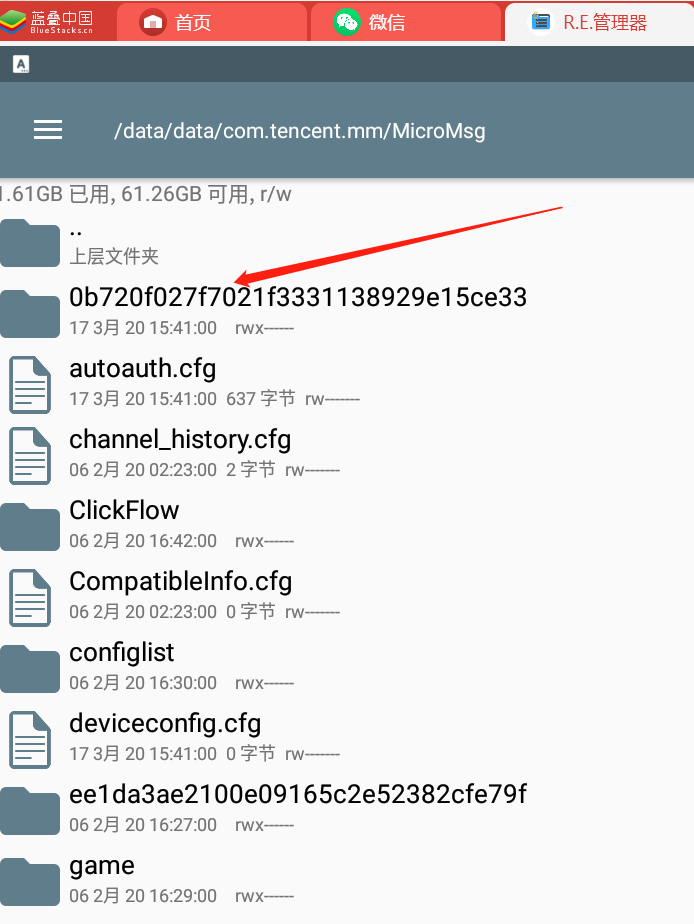 蓝叠中国
BlueStacks.cn
首页
微信
R.E.管理器
A
/data/data/com.tencent.mm/MicroMsg
1.61GB 已用, 61.26GB 可用, r/w
..
上层文件夹
0b720f027f7021f3331138929e15ce33
17 3月 20 15:41:00 rwx------
autoauth.cfg
17 3月 20 15:41:00 637 字节 rw-------
channel_history.cfg
06 2月 20 02:23:00 2 字节 rw-------
ClickFlow
06 2月 20 16:42:00 rwx------
CompatibleInfo.cfg
06 2月 20 02:23:00 0 字节 rw-------
configlist
06 2月 20 16:30:00 rwx------
deviceconfig.cfg
17 3月 20 15:41:00 0 字节 rw-------
ee1da3ae2100e09165c2e52382cfe79f
06 2月 20 16:27:00 rwx------
game
06 2月 20 16:29:00 rwx------